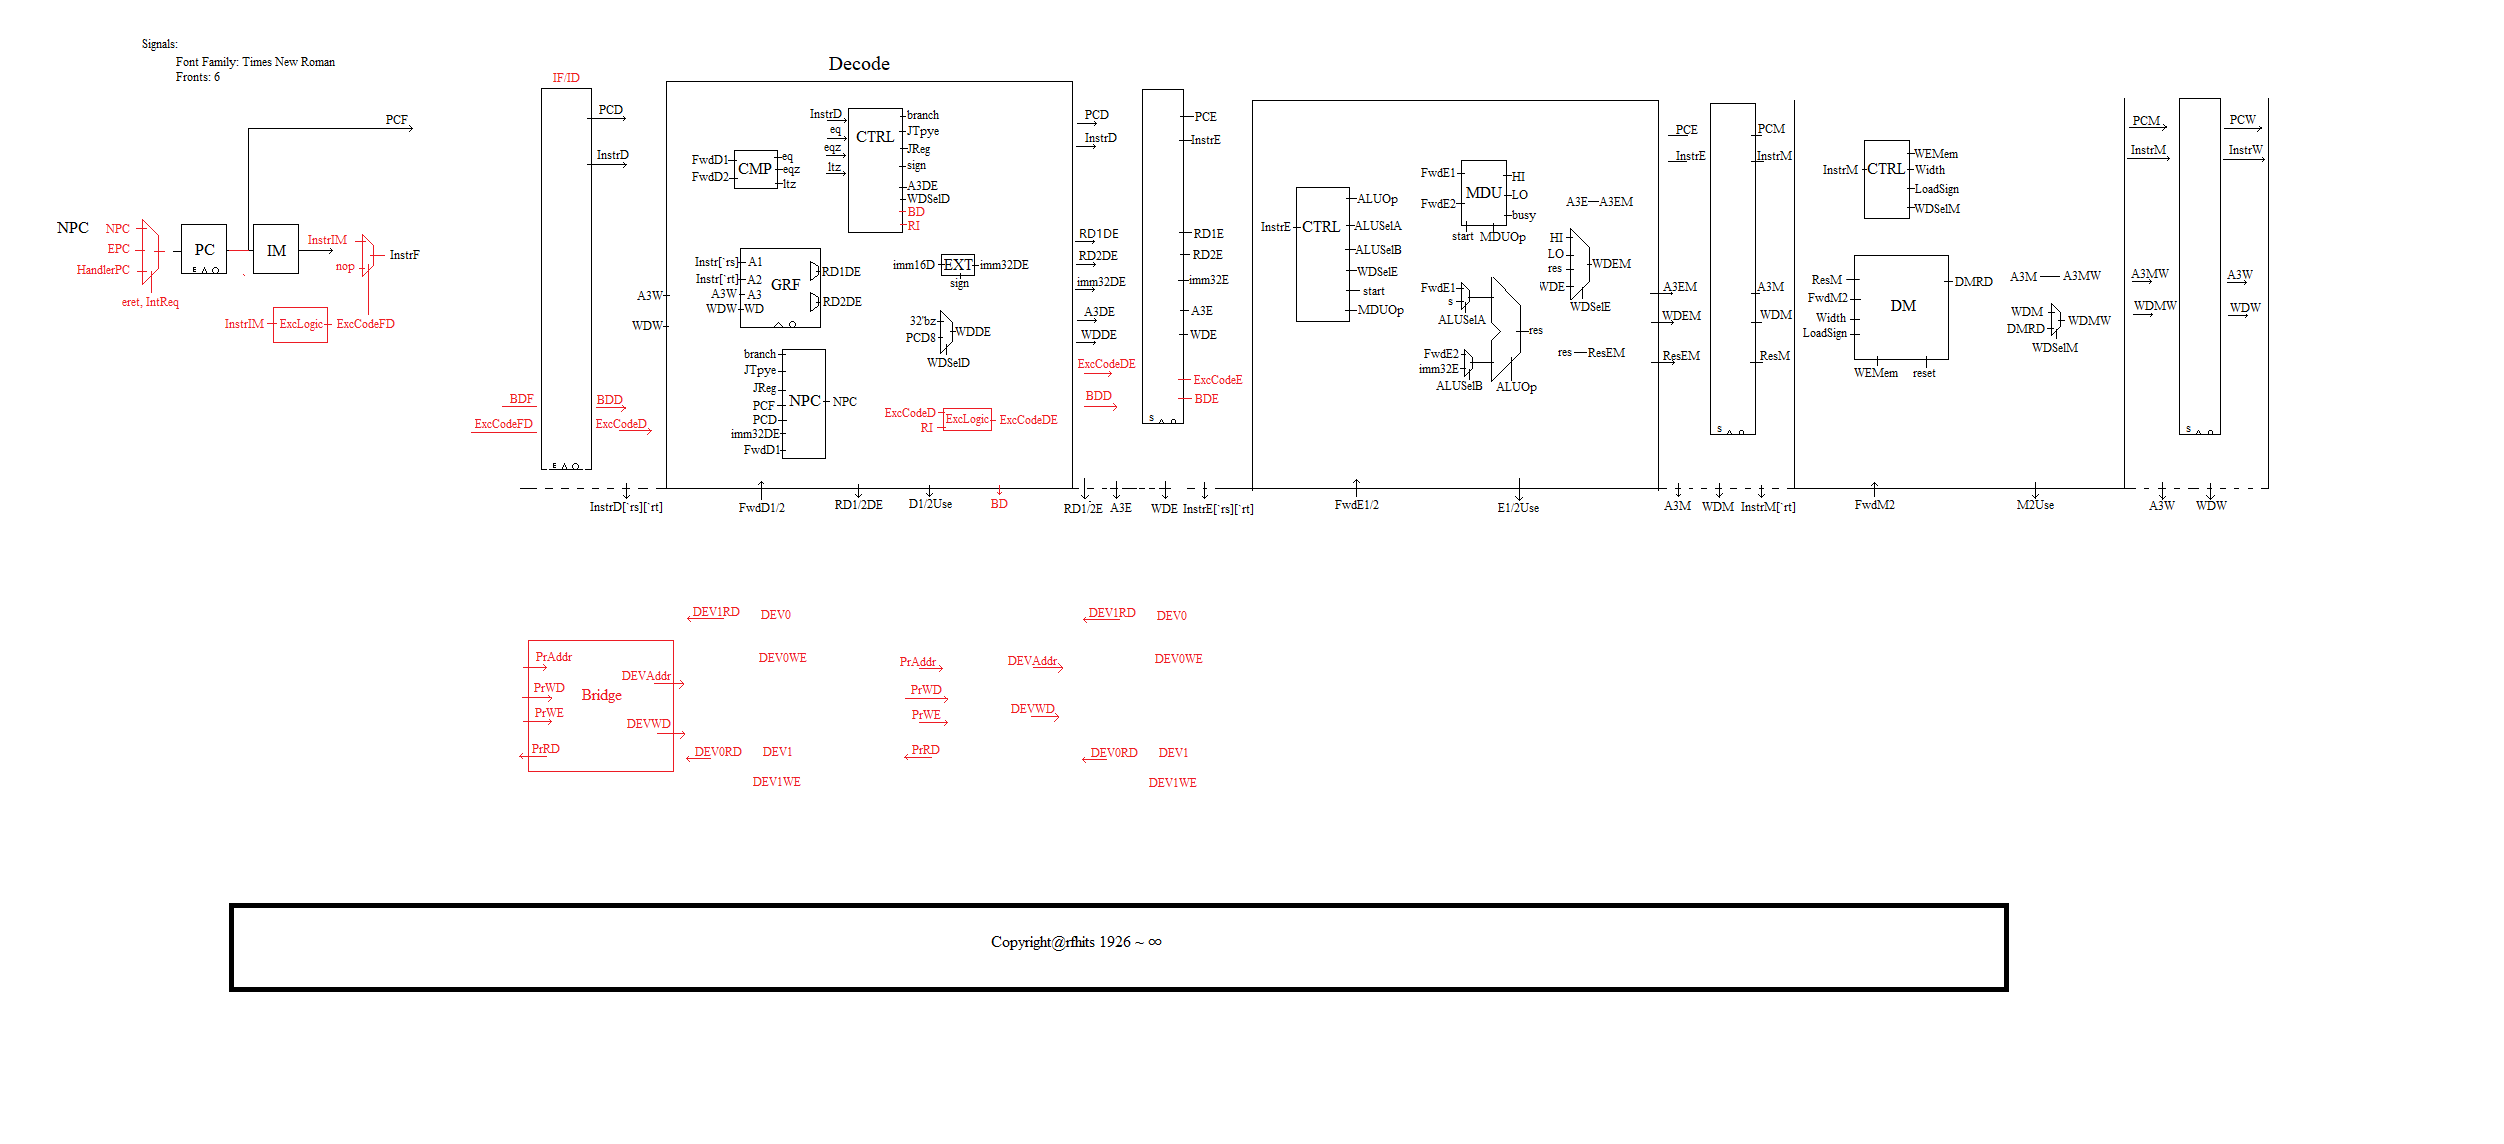 Signals:
Font Family: Times New Roman
Fronts: 6
PCF
NPC
NPC
EPC
HandlerPC
eret, IntReq
PC
E
IM
InstrIM
nop
InstrF
InstrIM
ExcLogic
ExcCodeFD
IF/ID
PCD
InstrD
BDF
ExcCodeFD
BDD
ExcCodeD
E
InstrD[`rs][`rt]
A3W
WDW
Decode
FwdD1
FwdD2
CMP
eq
eqz
ltz
InstrD
eq
eqz
ltz
CTRL
branch
JTpye
JReg
sign
A3DE
WDSelD
BD
RI
Instr[`rs]
Instr[`rt]
A3W
WDW
A1
A2
A3
WD
GRF
RD1DE
RD2DE
imm16D
EXT
imm32DE
sign
32'bz
PCD8
WDDE
WDSelD
branch
JTpye
JReg
PCF
PCD
imm32DE
FwdD1
NPC
NPC
ExcCodeD
RI
ExcLogic
ExcCodeDE
FwdD1/2
RD1/2DE
D1/2Use
BD
PCD
InstrD
RD1DE
RD2DE
imm32DE
A3DE
WDDE
ExcCodeDE
BDD
RD1/2E
A3E
WDE
InstrE[`rs][`rt]
s
PCE
InstrE
RD1E
RD2E
imm32E
A3E
WDE
ExcCodeE
BDE
InstrE
CTRL
ALUOp
ALUSelA
ALUSelB
WDSelE
start
MDUOp
FwdE1
FwdE2
MDU
HI
LO
busy
start
MDUOp
A3E
A3EM
HI
LO
res
WDE
WDEM
WDSelE
FwdE1
s
ALUSelA
FwdE2
imm32E
ALUSelB
ALUOp
res
res
ResEM
FwdE1/2
E1/2Use
PCE
InstrE
A3EM
WDEM
ResEM
s
PCM
InstrM
A3M
WDM
ResM
A3M
WDM
InstrM[`rt]
InstrM
CTRL
WEMem
Width
LoadSign
WDSelM
ResM
FwdM2
Width
LoadSign
DM
DMRD
WEMem
reset
A3M
A3MW
WDM
DMRD
WDMW
WDSelM
FwdM2
M2Use
PCM
InstrM
A3MW
WDMW
s
PCW
InstrW
A3W
WDW
A3W
WDW
PrAddr
PrWD
PrWE
PrRD
Bridge
DEVAddr
DEVWD
DEV1RD
DEV0
DEV0WE
DEV0RD
DEV1
DEV1WE
PrAddr
PrWD
PrWE
PrRD
DEVAddr
DEVWD
DEV1RD
DEV0
DEV0WE
DEV0RD
DEV1
DEV1WE
Copyright@rfhits 1926 ~ ∞